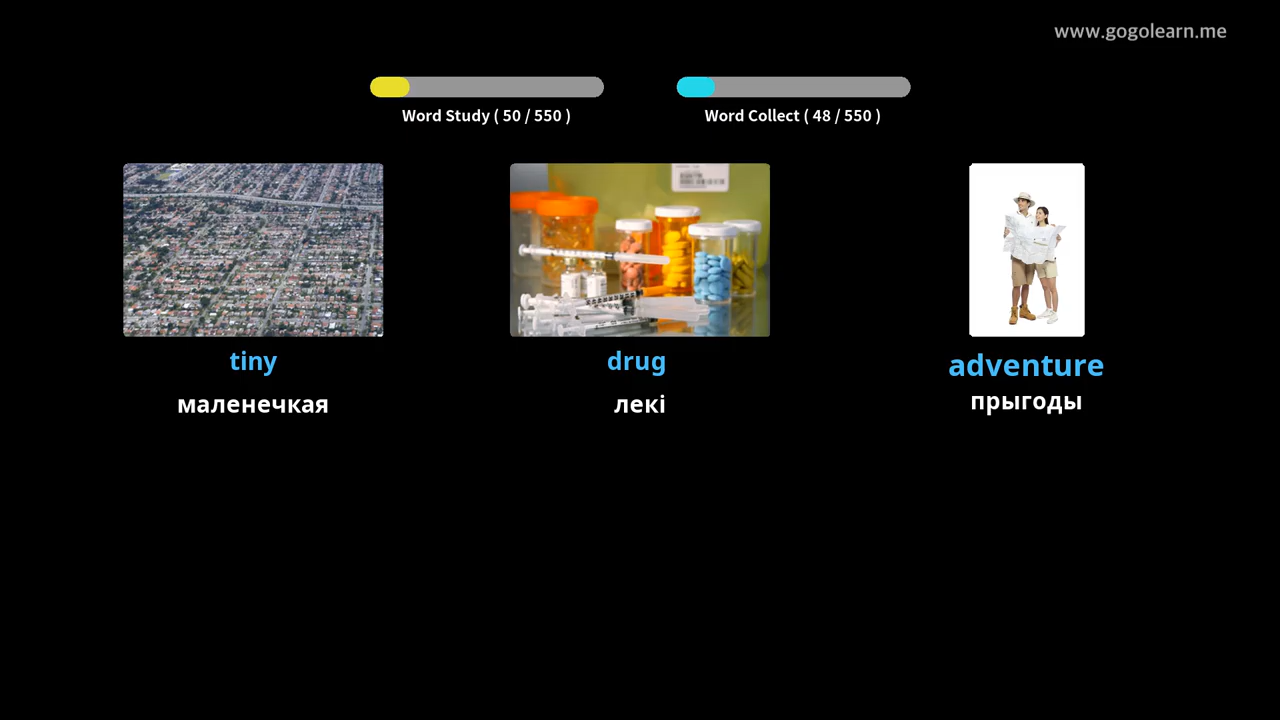 www.gogolearn.me
Word Study ( 50 / 550 )
Word Collect ( 48 / 550 )
tiny
маленечкая
drug
лекі
adventure
прыгоды